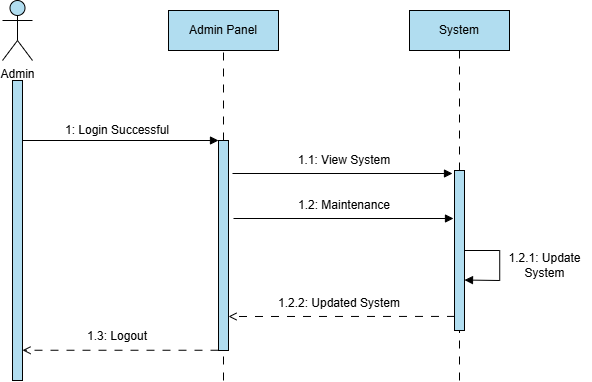 Admin Panel
System
Admin
1: Login Successful
1.1: View System
1.2: Maintenance
1.2.1: Update
System
1.2.2: Updated System
1.3: Logout